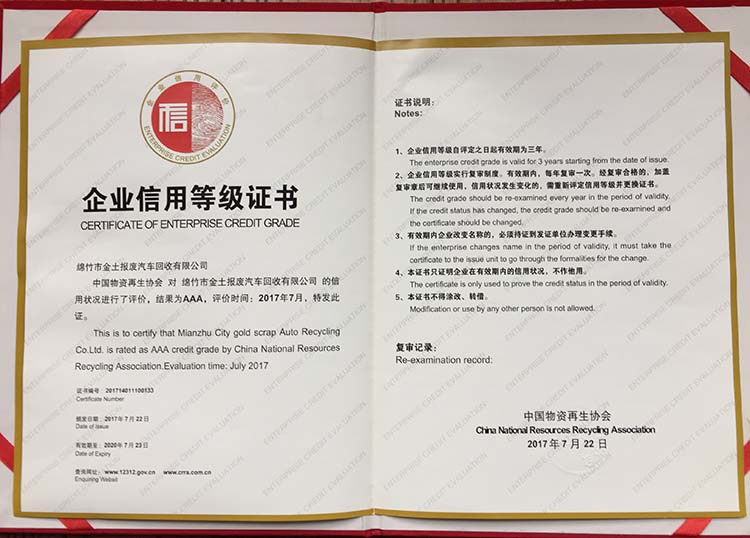 企业信用评价
信
ENTERPRISE CREDIT EVALUATION
企业信用等级证书
CERTIFICATE OF ENTERPRISE CREDIT GRADE
绵竹市金土报废汽车回收有限公司
中国物资再生协会 对 绵竹市金土报废汽车回收有限公司 的信
用状况进行了评价，结果为AAA，评价时间：2017年7月，特发此
证。
This is to certify that Mianzhu City gold scrap Auto Recycling
Co.Ltd. is rated as AAA credit grade by China National Resources
Recycling Association.Evaluation time: July 2017
证书编号：201714011100133
Certificate Number
颁发日期：2017年 7 月 22日
Date of Issue
有效期至：2020年 7 月 23日
Date of Expiry
查询网址：www.12312.gov.cn www.crra.com.cn
Enquiring Websit
证书说明：
Notes:
1、企业信用等级自评定之日起有效期为三年。
The enterprise credit grade is valid for 3 years starting from the date of issue.
2、企业信用等级实行复审制度。有效期内，每年复审一次。经复审合格的，加盖
复审章后可继续使用，信用状况发生变化的，需重新评定信用等级并更换证书。
The credit grade should be re-examined every year in the period of validity.
If the credit status has changed, the credit grade should be re-examined and
the certificate should be changed.
3、有效期内企业改变名称的，必须持证到发证单位办理变更手续。
If the enterprise changes name in the period of validity, it must take the
certificate to the issue unit to go through the formalities for the change.
4、本证书只证明企业在有效期内的信用状况，不作他用。
The certificate is only used to prove the credit status in the period of validity.
5、本证书不得涂改、转借。
Modification or use by any other person is not allowed.
复审记录：
Re-examination record:
中国物资再生协会
China National Resources Recycling Association
2017 年 7 月 22 日